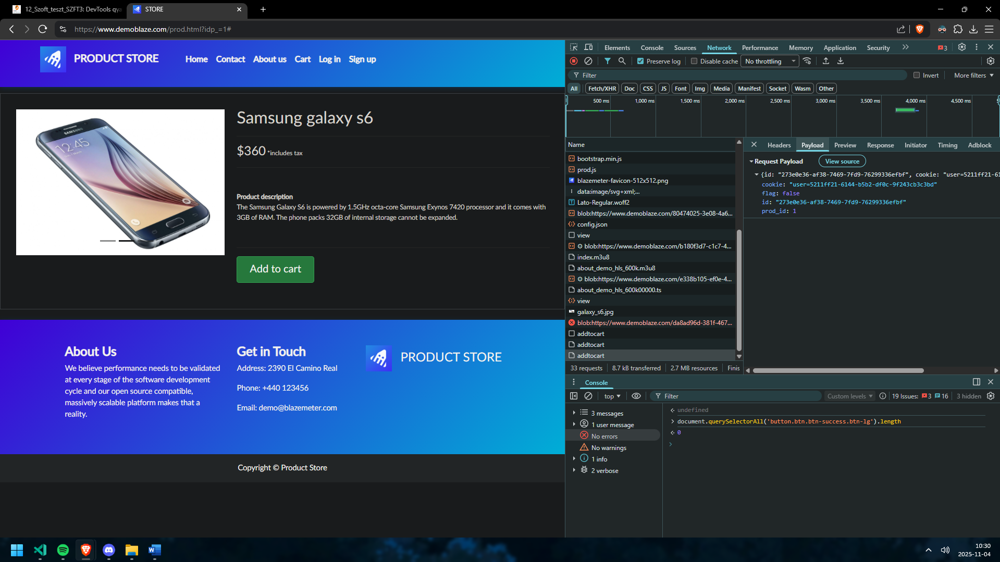 12_Szoft_teszt_SZFT3: DevTools gya
STORE
https://www.demoblaze.com/prod.html?idp_=1#
PRODUCT STORE
Home Contact About us Cart Log in Sign up
Samsung galaxy s6
$360 *includes tax
Product description
The Samsung Galaxy S6 is powered by 1.5GHz octa-core Samsung Exynos 7420 processor and it comes with
3GB of RAM. The phone packs 32GB of internal storage cannot be expanded.
Add to cart
SAMSUNG
12:45
About Us
We believe performance needs to be validated
at every stage of the software development
cycle and our open source compatible,
massively scalable platform makes that a
reality.
Get in Touch
Address: 2390 El Camino Real
Phone: +440 123456
Email: demo@blazemeter.com
PRODUCT STORE
Copyright © Product Store
Elements Console Sources Network Performance Memory Application Security 3
Preserve log Disable cache No throttling
Filter Invert More filters
All Fetch/XHR Doc CSS JS Font Img Media Manifest Socket Wasm Other
500 ms 1,000 ms 1,500 ms 2,000 ms 2,500 ms 3,000 ms 3,500 ms 4,000 ms 4,500 ms
Name
bootstrap.min.js
prod.js
blazemeter-favicon-512x512.png
data:image/svg+xml;...
Lato-Regular.woff2
blob:https://www.demoblaze.com/80474025-3e08-4a6...
config.json
view
blob:https://www.demoblaze.com/b180f3d7-c1c7-4...
index.m3u8
about_demo_hls_600k.m3u8
blob:https://www.demoblaze.com/e338b105-ef0e-4...
about_demo_hls_600k00000.ts
view
galaxy_s6.jpg
blob:https://www.demoblaze.com/da8ad96d-381f-467...
addtocart
addtocart
addtocart
33 requests 8.7 kB transferred 2.7 MB resources Finis
Headers Payload Preview Response Initiator Timing Adblock
Request Payload View source
{id: "273e0e36-af38-7469-7fd9-76299336efbf", cookie: "user=5211ff21-61
cookie: "user=5211ff21-6144-b5b2-df0c-9f243cb3c3bd"
flag: false
id: "273e0e36-af38-7469-7fd9-76299336efbf"
prod_id: 1
Console
top Filter Custom levels 19 Issues: 3 16 3 hidden
3 messages
1 user message
No errors
No warnings
1 info
2 verbose
undefined
document.querySelectorAll('button.btn.btn-success.btn-lg').length
0
10:30
2025-11-04